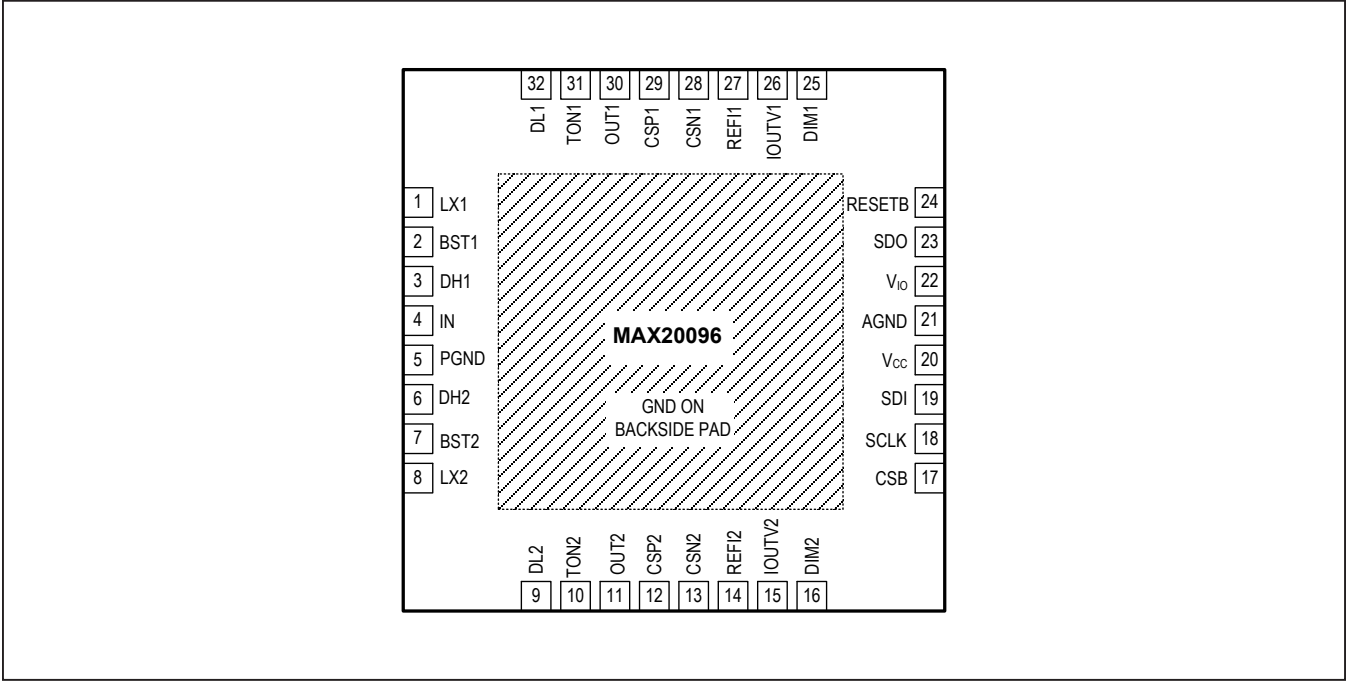 32 31 30 29 28 27 26 25
DL1 TON1 OUT1 CSP1 CSN1 REFI1 IOUTV1 DIM1
1 LX1
2 BST1
3 DH1
4 IN
5 PGND
6 DH2
7 BST2
8 LX2
MAX20096
GND ON
BACKSIDE PAD
RESETB 24
SDO 23
VIO 22
AGND 21
VCC 20
SDI 19
SCLK 18
CSB 17
DL2 TON2 OUT2 CSP2 CSN2 REFI2 IOUTV2 DIM2
9 10 11 12 13 14 15 16